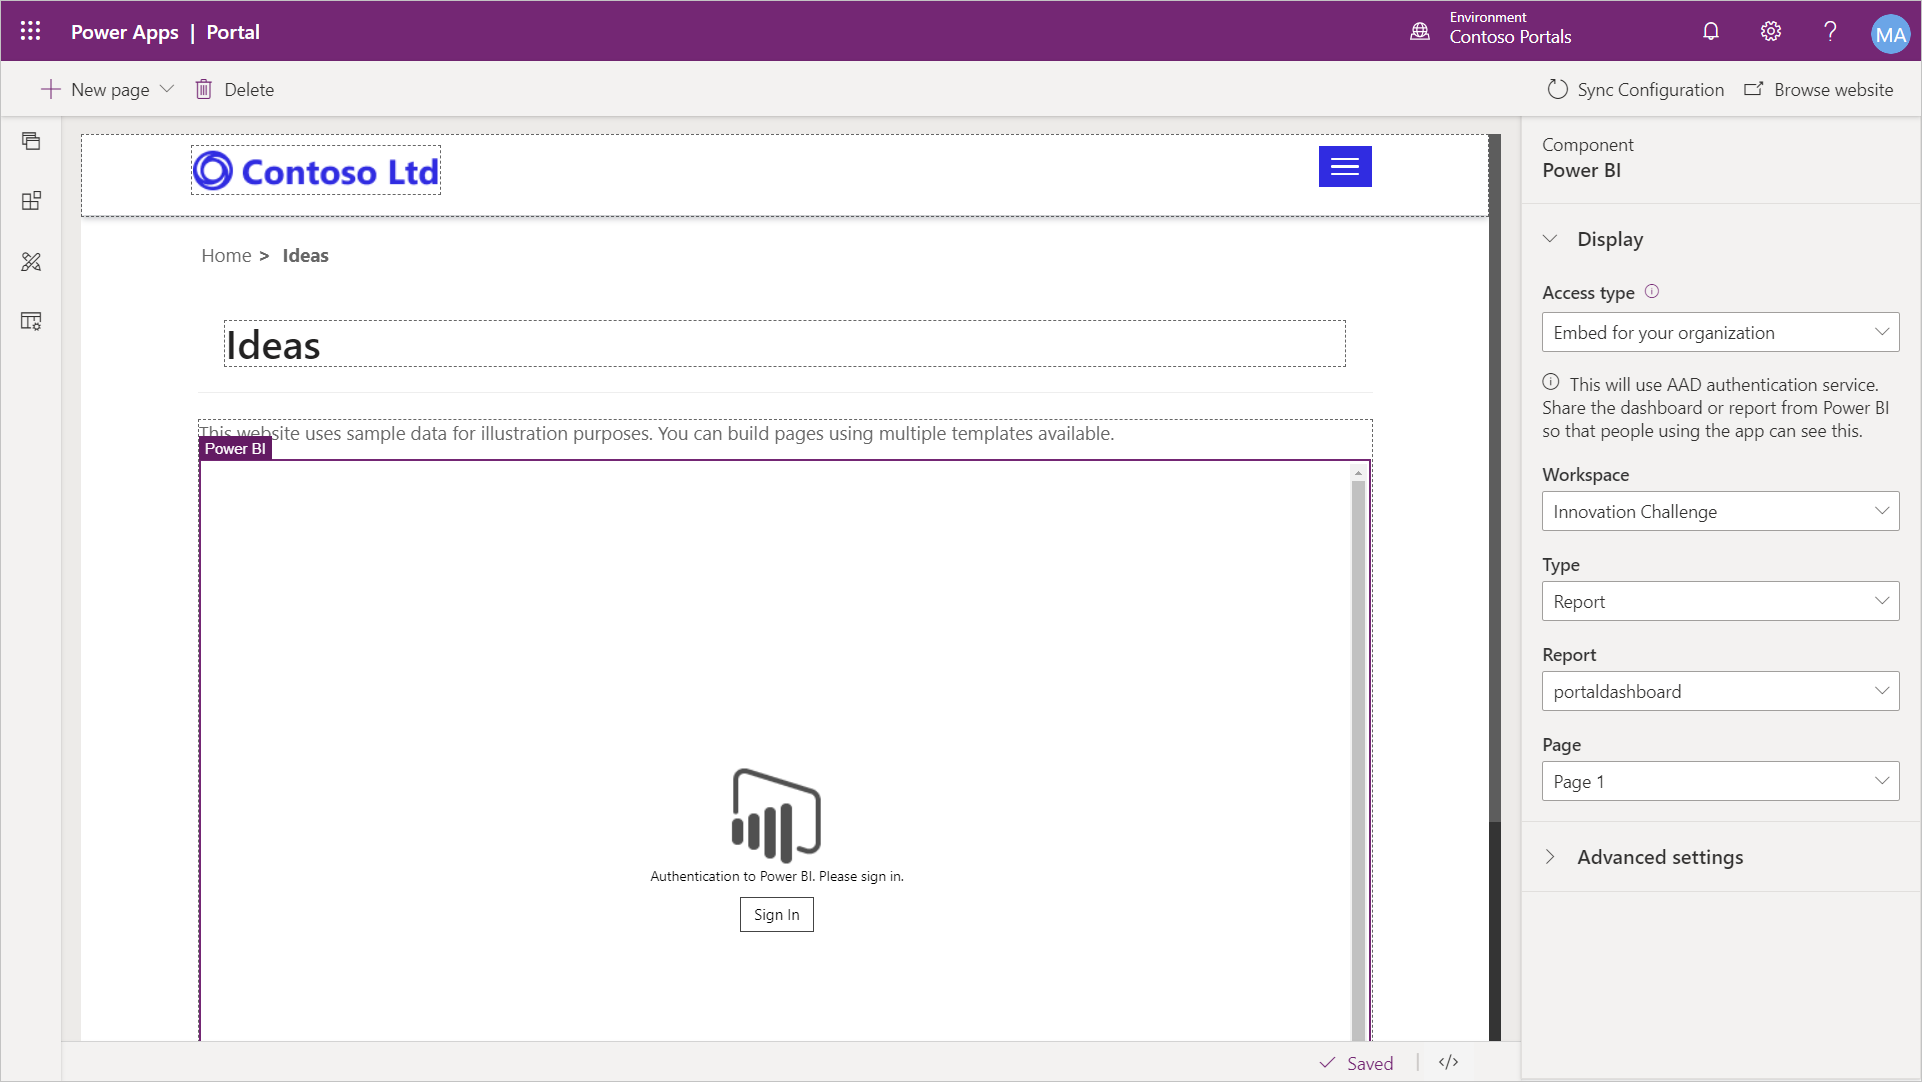 Power Apps | Portal
Environment
Contoso Portals
MA
New page
Delete
Sync Configuration
Browse website
Contoso Ltd
Home > Ideas
Ideas
This website uses sample data for illustration purposes. You can build pages using multiple templates available.
Power BI
Authentication to Power BI. Please sign in.
Sign In
Saved
</>
Component
Power BI
Display
Access type
Embed for your organization
This will use AAD authentication service.
Share the dashboard or report from Power BI
so that people using the app can see this.
Workspace
Innovation Challenge
Type
Report
Report
portaldashboard
Page
Page 1
Advanced settings